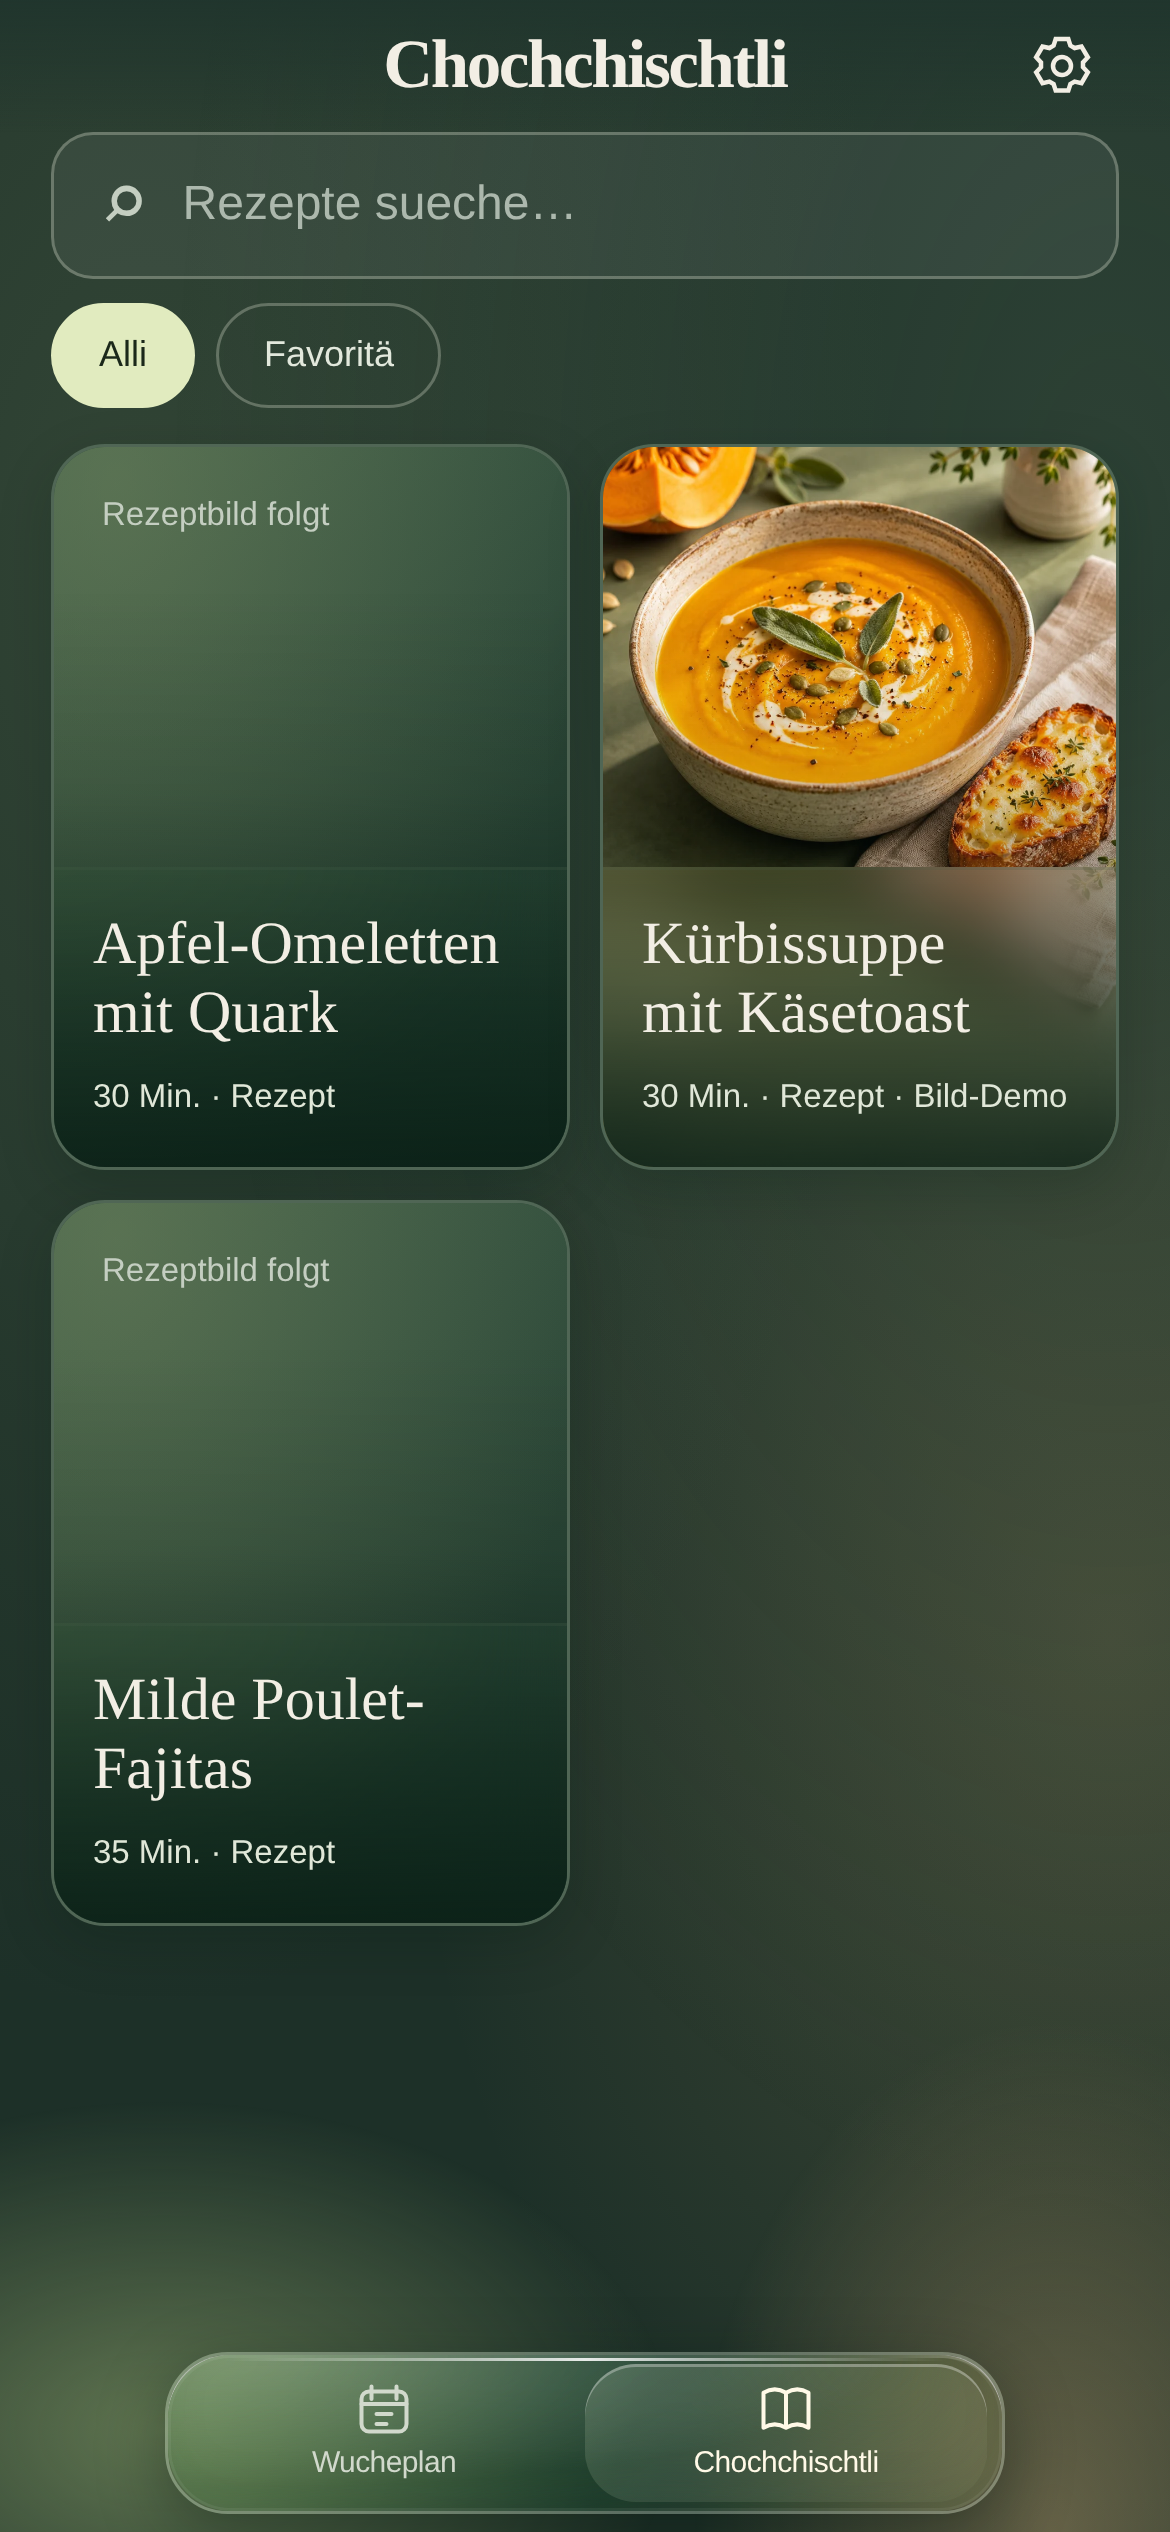 Chochchischtli
Rezepte sueche…
Alli
Favoritä
Rezeptbild folgt
Apfel-Omeletten
mit Quark
30 Min. · Rezept
Kürbissuppe
mit Käsetoast
30 Min. · Rezept · Bild-Demo
Rezeptbild folgt
Milde Poulet-
Fajitas
35 Min. · Rezept
Wucheplan
Chochchischtli